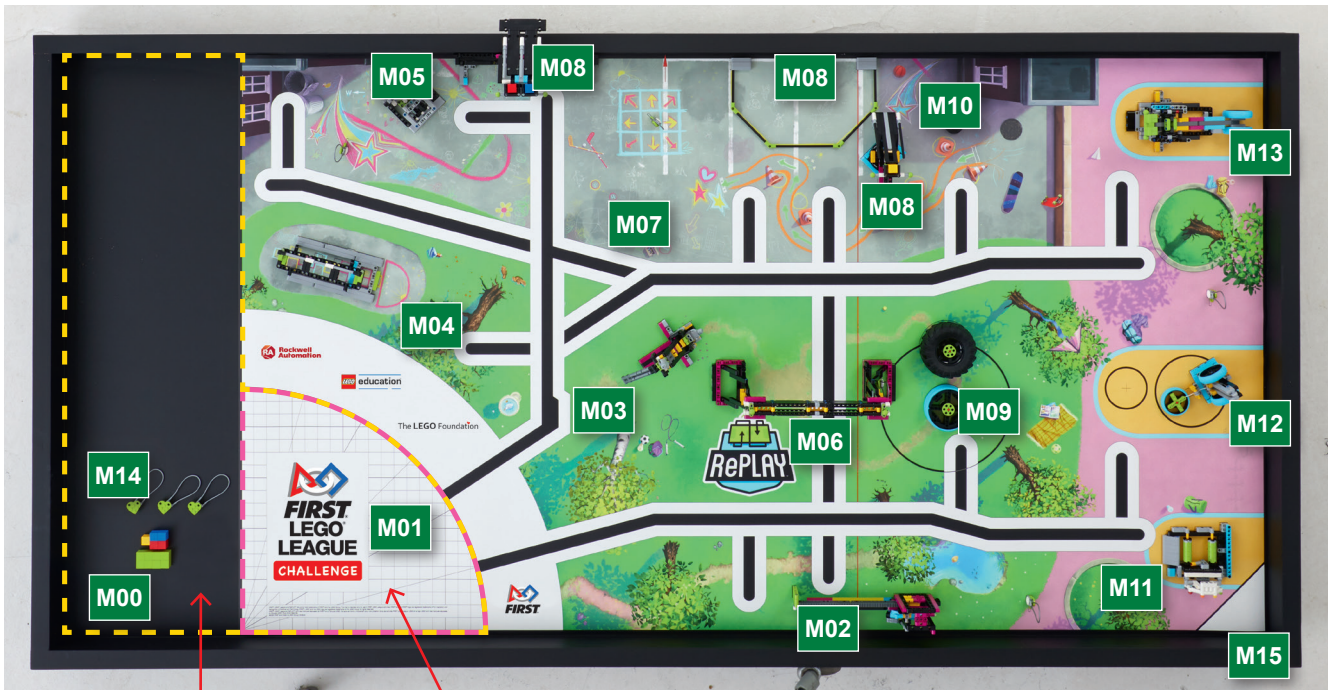 M05
M08
M08
M10
M13
M08
M07
M04
Rockwell
Automation
LEGO education
The LEGO Foundation
M03
M09
M12
M06
RePLAY
M14
FIRST
LEGO
LEAGUE
CHALLENGE
M01
M00
FIRST
M11
M02
M15